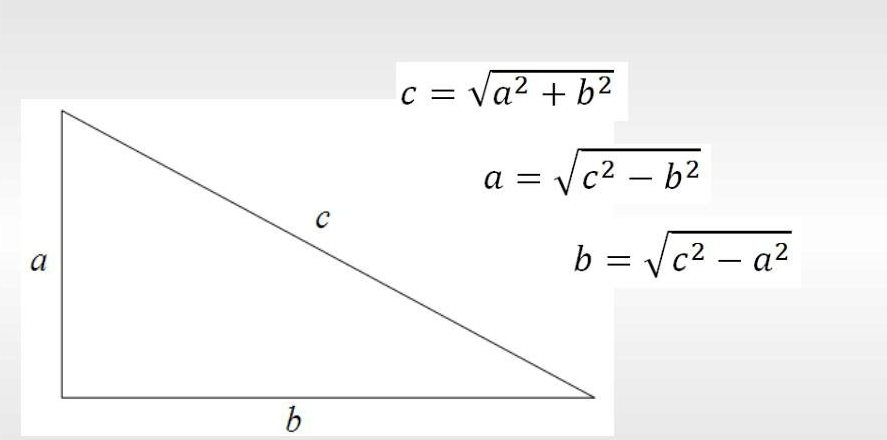 c = √(a² + b²)
a = √(c² − b²)
c
b = √(c² − a²)
a
b